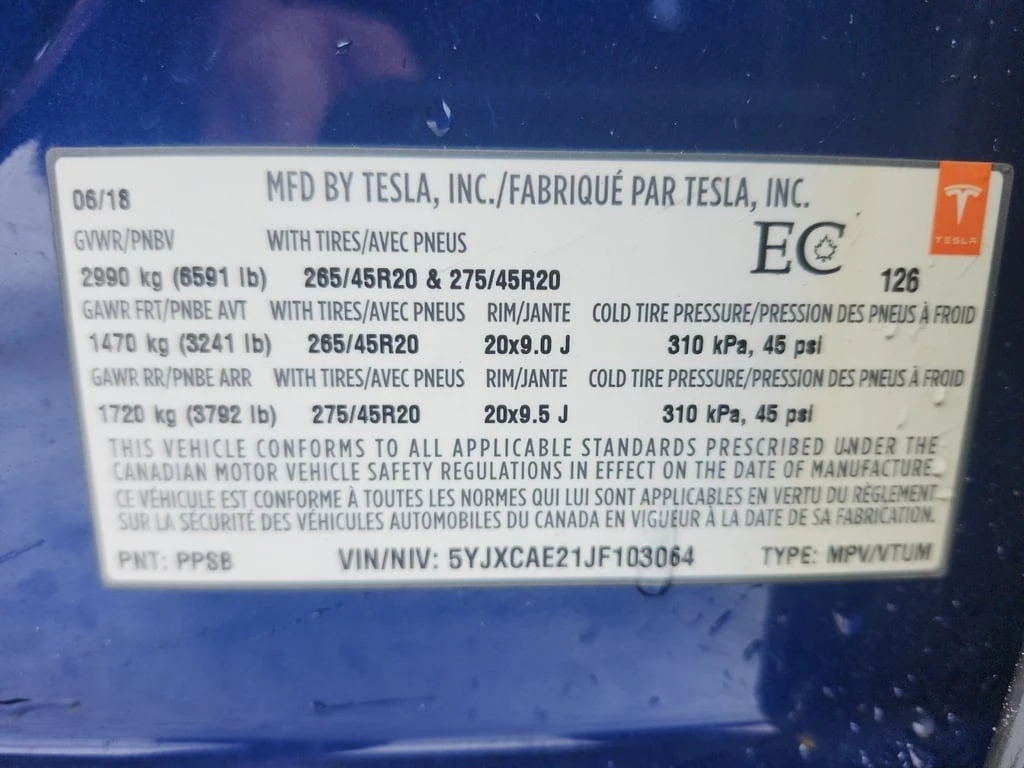 06/18 MFD BY TESLA, INC./FABRIQUÉ PAR TESLA, INC.
TESLA
GVWR/PNBV WITH TIRES/AVEC PNEUS EC
2990 kg (6591 lb) 265/45R20 & 275/45R20 126
GAWR FRT/PNBE AVT WITH TIRES/AVEC PNEUS RIM/JANTE COLD TIRE PRESSURE/PRESSION DES PNEUS À FROID
1470 kg (3241 lb) 265/45R20 20x9.0 J 310 kPa, 45 psi
GAWR RR/PNBE ARR WITH TIRES/AVEC PNEUS RIM/JANTE COLD TIRE PRESSURE/PRESSION DES PNEUS À FROID
1720 kg (3792 lb) 275/45R20 20x9.5 J 310 kPa, 45 psi
THIS VEHICLE CONFORMS TO ALL APPLICABLE STANDARDS PRESCRIBED UNDER THE
CANADIAN MOTOR VEHICLE SAFETY REGULATIONS IN EFFECT ON THE DATE OF MANUFACTURE.
CE VÉHICULE EST CONFORME À TOUTES LES NORMES QUI LUI SONT APPLICABLES EN VERTU DU RÈGLEMENT
SUR LA SÉCURITÉ DES VÉHICULES AUTOMOBILES DU CANADA EN VIGUEUR À LA DATE DE SA FABRICATION.
PNT: PPSB VIN/NIV: 5YJXCAE21JF103064 TYPE: MPV/VTUM